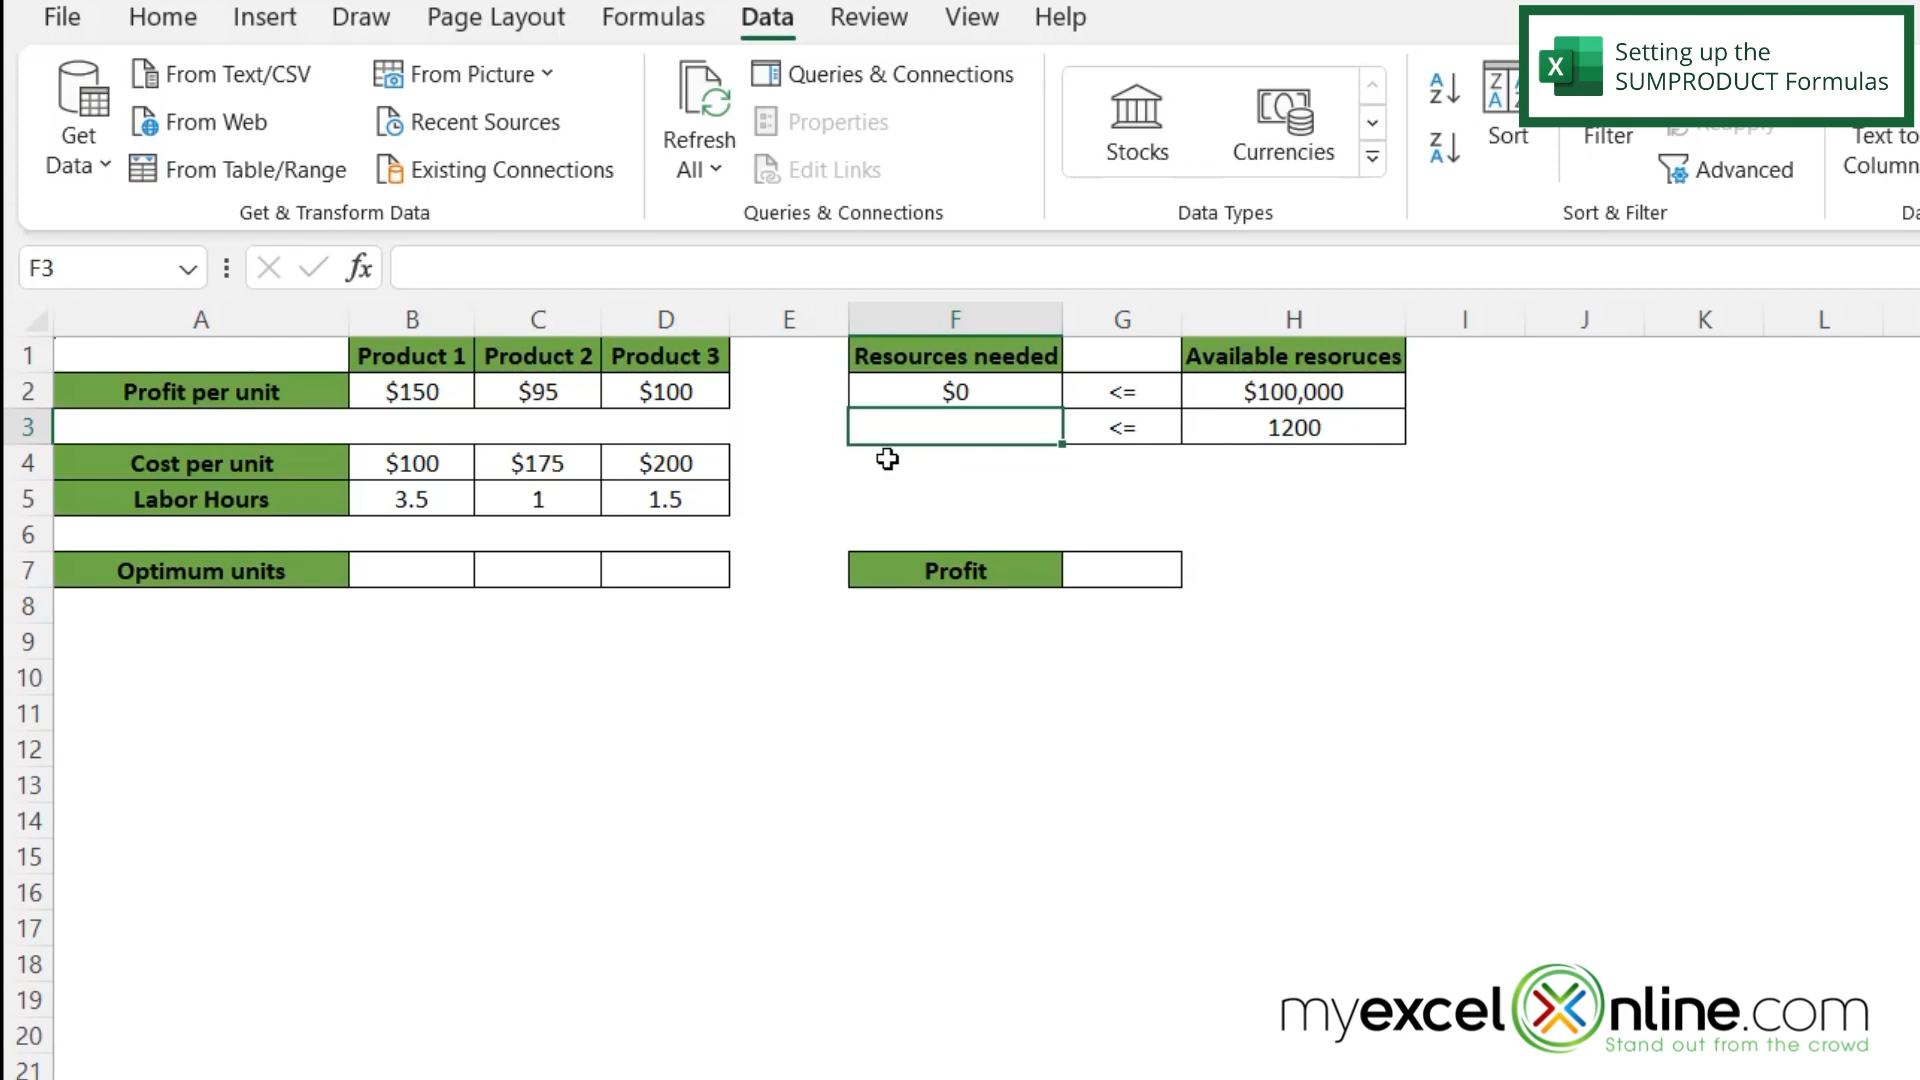 File Home Insert Draw Page Layout Formulas Data Review View Help
Setting up the
SUMPRODUCT Formulas
Get
Data
From Text/CSV
From Web
From Table/Range
From Picture
Recent Sources
Existing Connections
Get & Transform Data
Refresh
All
Queries & Connections
Properties
Edit Links
Queries & Connections
Stocks
Currencies
Data Types
Sort
Filter
Reapply
Advanced
Sort & Filter
Text to
Column
Da
F3
fx
A B C D E F G H I J K L
1 Product 1 Product 2 Product 3 Resources needed Available resoruces
2 Profit per unit $150 $95 $100 $0 <= $100,000
3 <= 1200
4 Cost per unit $100 $175 $200
5 Labor Hours 3.5 1 1.5
6
7 Optimum units Profit
8
9
10
11
12
13
14
15
16
17
18
19
20
21
myexcelonline.com
Stand out from the crowd